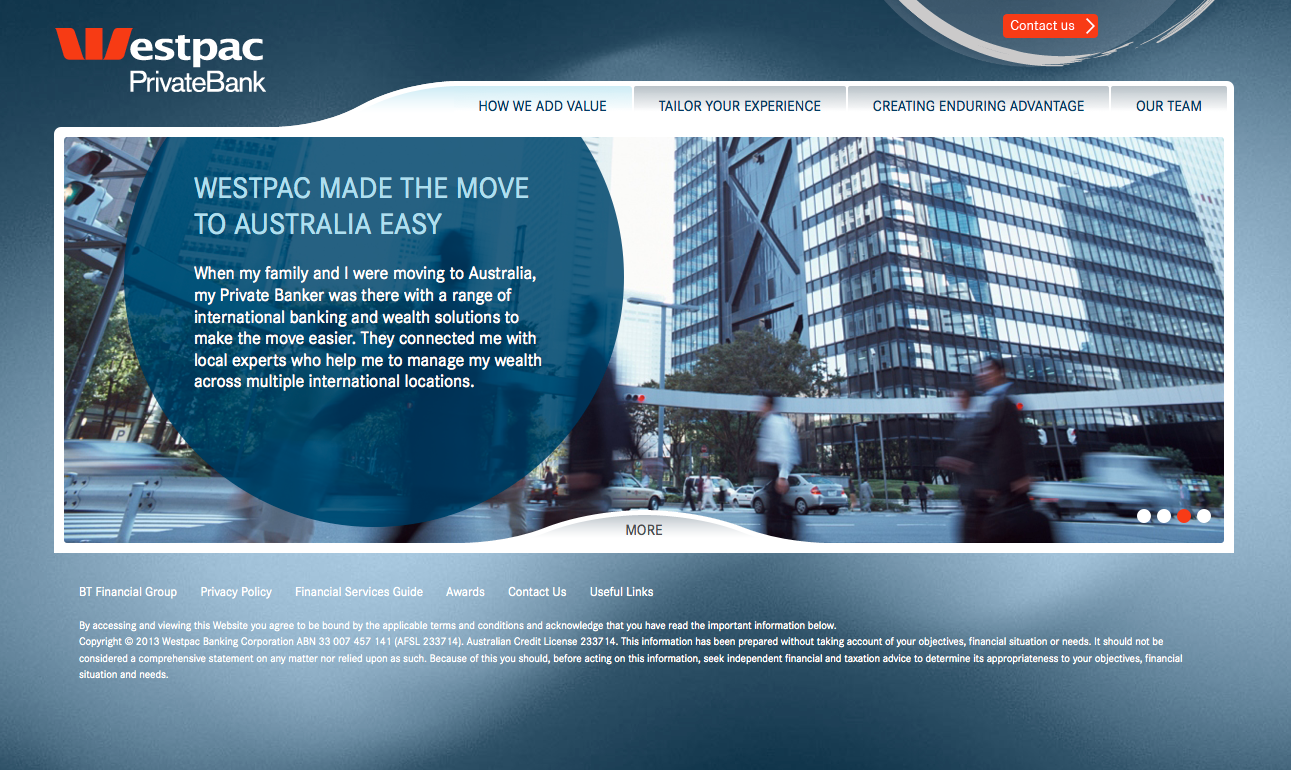 Westpac
PrivateBank
Contact us
HOW WE ADD VALUE
TAILOR YOUR EXPERIENCE
CREATING ENDURING ADVANTAGE
OUR TEAM
WESTPAC MADE THE MOVE
TO AUSTRALIA EASY
When my family and I were moving to Australia,
my Private Banker was there with a range of
international banking and wealth solutions to
make the move easier. They connected me with
local experts who help me to manage my wealth
across multiple international locations.
P
MORE
BT Financial Group
Privacy Policy
Financial Services Guide
Awards
Contact Us
Useful Links
By accessing and viewing this Website you agree to be bound by the applicable terms and conditions and acknowledge that you have read the important information below.
Copyright © 2013 Westpac Banking Corporation ABN 33 007 457 141 (AFSL 233714). Australian Credit License 233714. This information has been prepared without taking account of your objectives, financial situation or needs. It should not be
considered a comprehensive statement on any matter nor relied upon as such. Because of this you should, before acting on this information, seek independent financial and taxation advice to determine its appropriateness to your objectives, financial
situation and needs.